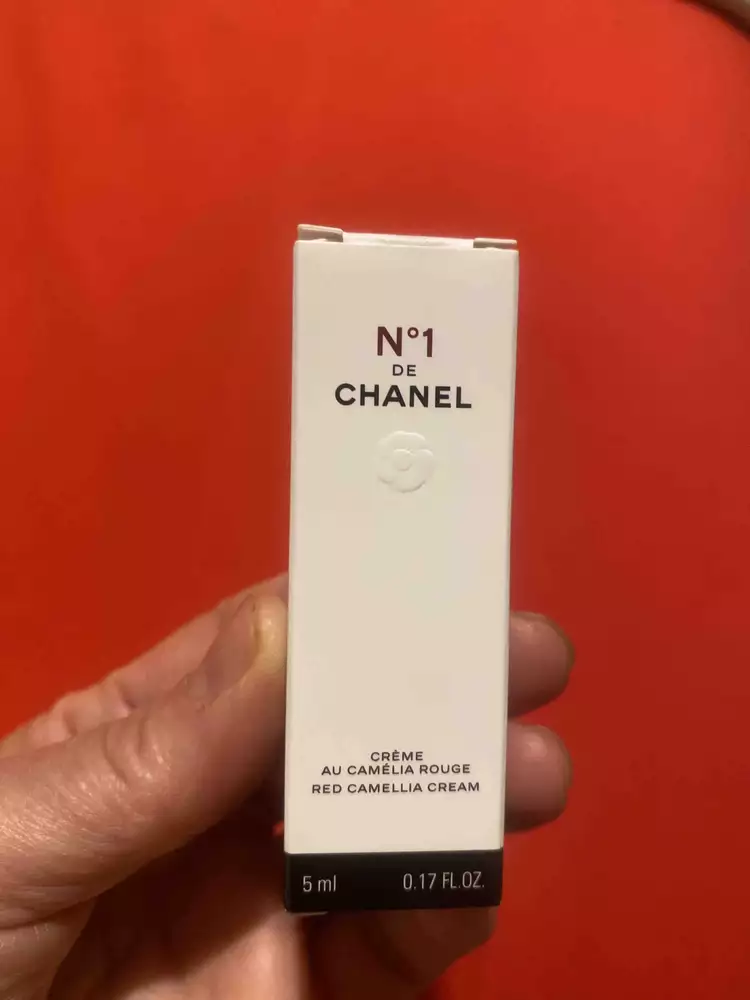 N°1
DE
CHANEL
CRÈME
AU CAMÉLIA ROUGE
RED CAMELLIA CREAM
5 ml 0.17 FL.OZ.